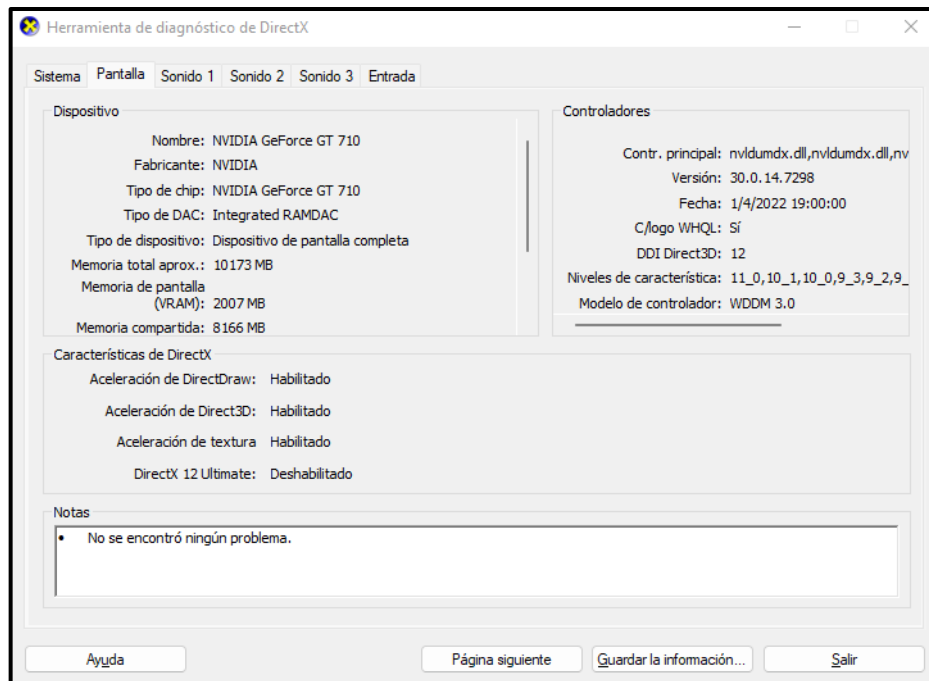 Herramienta de diagnóstico de DirectX
Sistema Pantalla Sonido 1 Sonido 2 Sonido 3 Entrada
Dispositivo
Nombre: NVIDIA GeForce GT 710
Fabricante: NVIDIA
Tipo de chip: NVIDIA GeForce GT 710
Tipo de DAC: Integrated RAMDAC
Tipo de dispositivo: Dispositivo de pantalla completa
Memoria total aprox.: 10173 MB
Memoria de pantalla
(VRAM): 2007 MB
Memoria compartida: 8166 MB
Controladores
Contr. principal: nvldumdx.dll,nvldumdx.dll,nv
Versión: 30.0.14.7298
Fecha: 1/4/2022 19:00:00
C/logo WHQL: Sí
DDI Direct3D: 12
Niveles de característica: 11_0,10_1,10_0,9_3,9_2,9_
Modelo de controlador: WDDM 3.0
Características de DirectX
Aceleración de DirectDraw: Habilitado
Aceleración de Direct3D: Habilitado
Aceleración de textura Habilitado
DirectX 12 Ultimate: Deshabilitado
Notas
• No se encontró ningún problema.
Ayuda Página siguiente Guardar la información... Salir